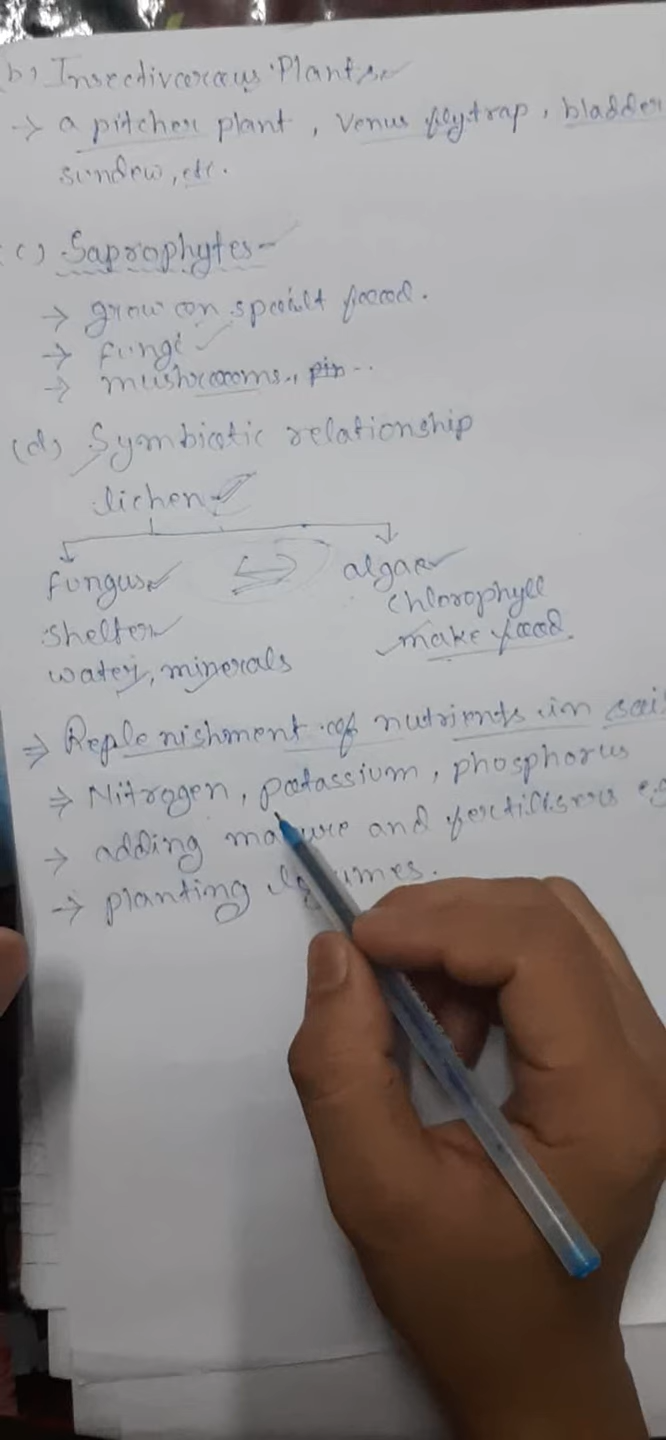 (b) Insectivorous Plants
→ a pitcher plant, Venus flytrap, bladder
sundew, etc.
(c) Saprophytes-
→ grow on spoilt food.
→ fungi
→ mushrooms.,
(d) Symbiotic relationship
lichen
fungus ⇌ algae
chlorophyll
shelter
make food.
water, minerals
⇒ Replenishment of nutrients in soi
⇒ Nitrogen, potassium, phosphorus
→ adding manure and fertilisers
→ planting legumes.